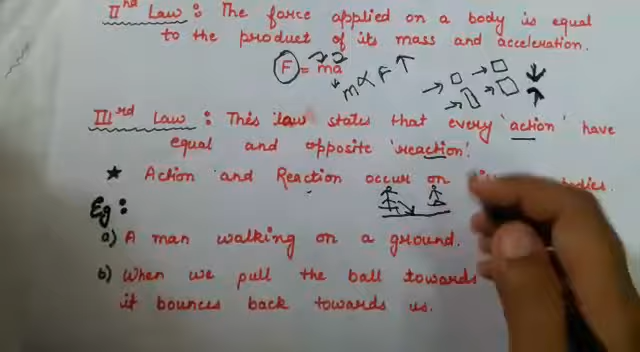 IInd Law : The force applied on a body is equal
to the product of its mass and acceleration.
F = ma
m ∝ F ↑
IIIrd Law : This law states that every 'action' have
equal and opposite 'reaction'.
★ Action and Reaction occur on
Eg :
a) A man walking on a ground.
b) When we pull the ball towards
it bounces back towards us.